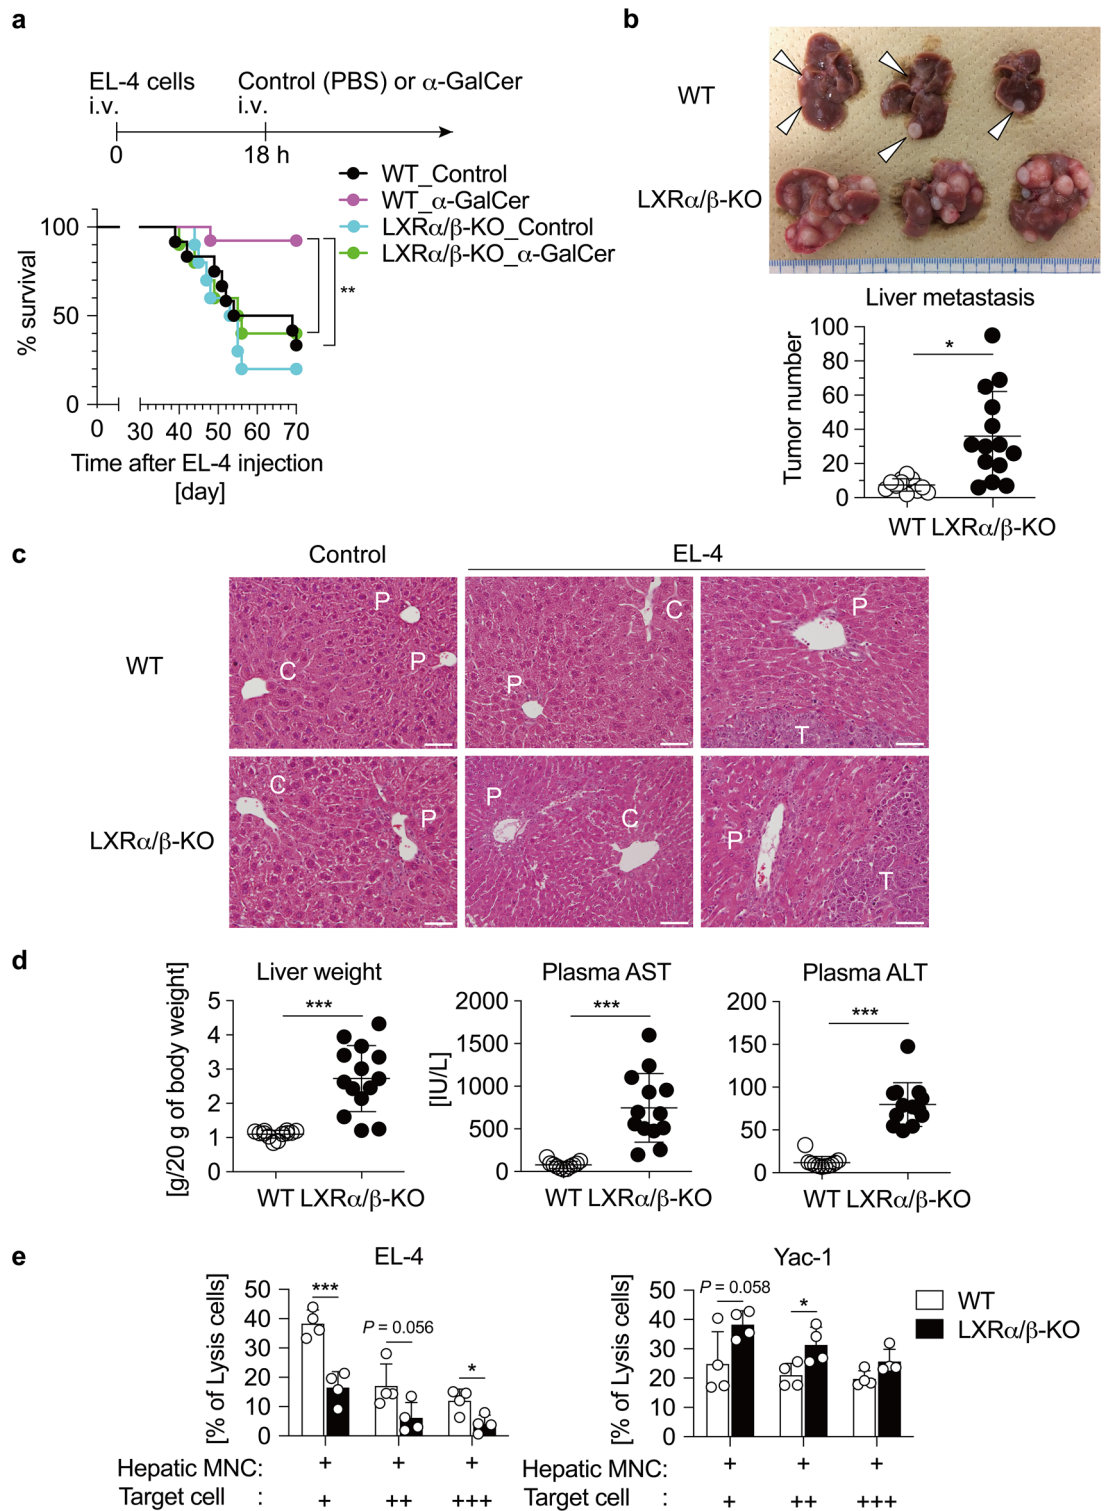 a
EL-4 cells
i.v.
Control (PBS) or α-GalCer
i.v.
0
18 h
WT_Control
WT_α-GalCer
LXRα/β-KO_Control
LXRα/β-KO_α-GalCer
% survival
100
50
0
**
0 30 40 50 60 70
Time after EL-4 injection
[day]
b
WT
LXRα/β-KO
Liver metastasis
Tumor number
100
80
60
40
20
0
*
WT LXRα/β-KO
c
Control
EL-4
WT
P
P
C
C
P
P
T
LXRα/β-KO
C
P
P
C
P
T
d
Liver weight
[g/20 g of body weight]
5
4
3
2
1
0
***
WT LXRα/β-KO
Plasma AST
[IU/L]
2000
1500
1000
500
0
***
WT LXRα/β-KO
Plasma ALT
200
150
100
50
0
***
WT LXRα/β-KO
e
EL-4
[% of Lysis cells]
50
40
30
20
10
0
***
P = 0.056
*
Hepatic MNC: + + +
Target cell : + ++ +++
Yac-1
[% of Lysis cells]
50
40
30
20
10
0
P = 0.058
*
WT
LXRα/β-KO
Hepatic MNC: + + +
Target cell : + ++ +++